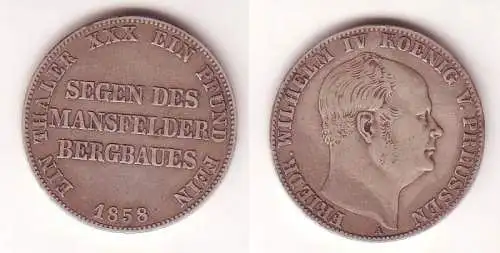 EIN THALER XXX EIN PFUND FEIN
SEGEN DES
MANSFELDER
BERGBAUES
1858
FRIEDR. WILHELM IV KOENIG V. PREUSSEN
A